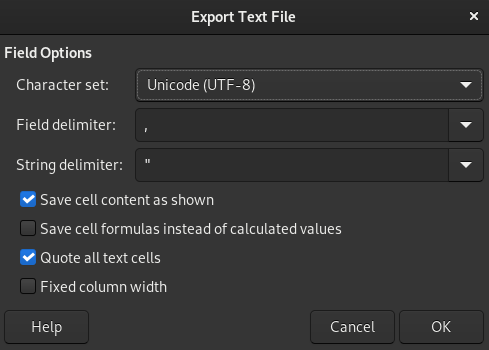 Export Text File
Field Options
Character set: Unicode (UTF-8)
Field delimiter: ,
String delimiter: "
Save cell content as shown
Save cell formulas instead of calculated values
Quote all text cells
Fixed column width
Help Cancel OK